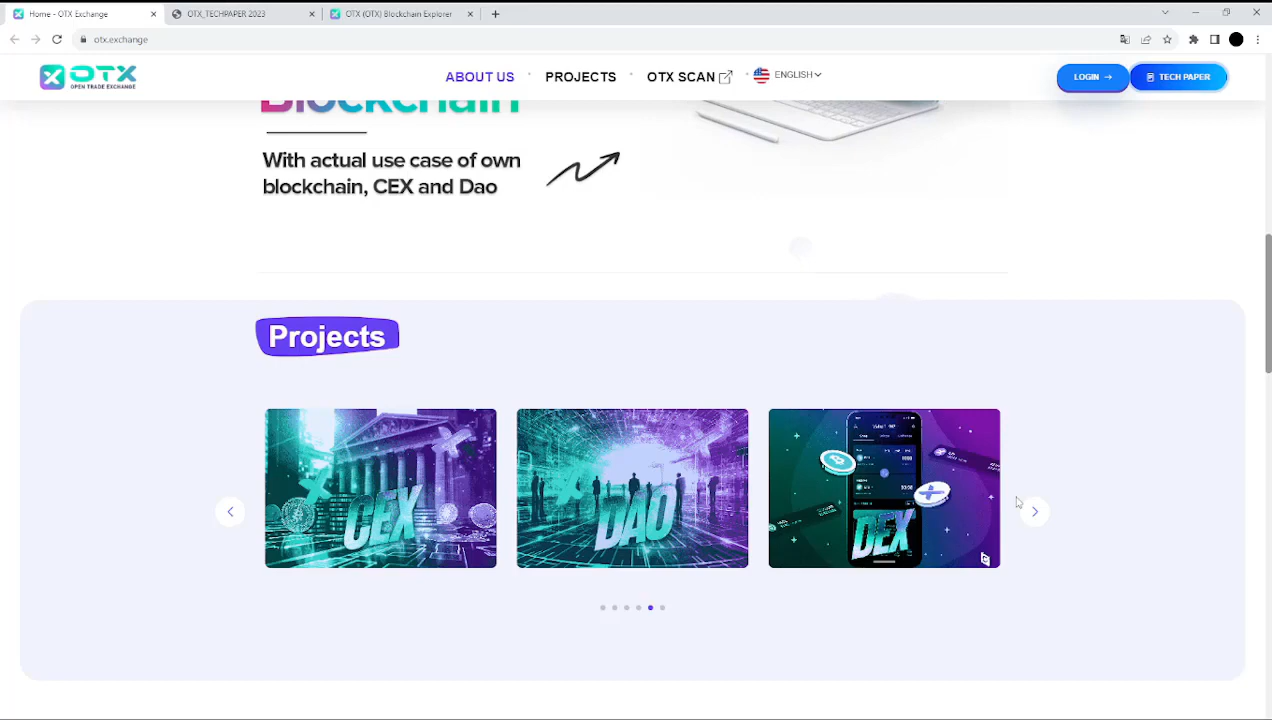 Home - OTX Exchange
OTX_TECHPAPER 2023
OTX (OTX) Blockchain Explorer
otx.exchange
OTX
OPEN TRADE EXCHANGE
ABOUT US
PROJECTS
OTX SCAN
ENGLISH
LOGIN →
TECH PAPER
Blockchain
With actual use case of own
blockchain, CEX and Dao
Projects
CEX
DAO
DEX